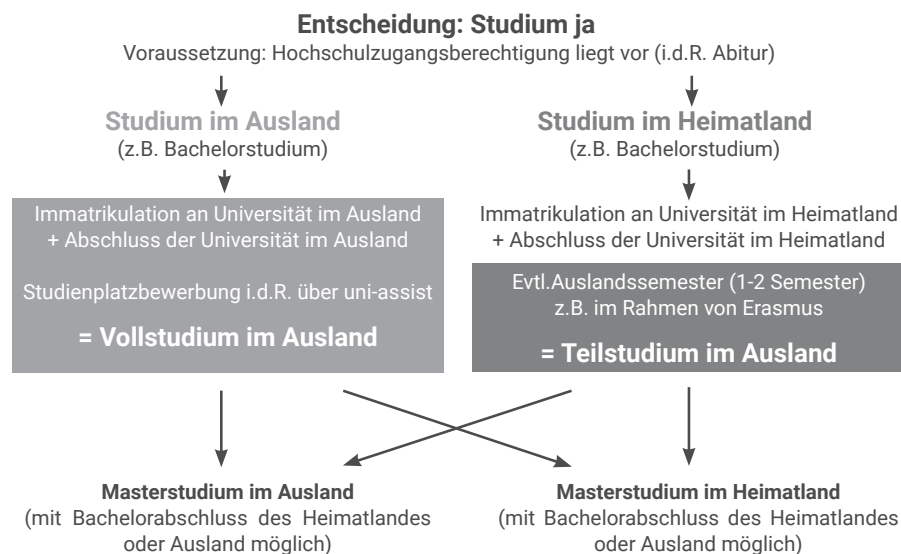 Entscheidung: Studium ja
Voraussetzung: Hochschulzugangsberechtigung liegt vor (i.d.R. Abitur)
Studium im Ausland
(z.B. Bachelorstudium)
Immatrikulation an Universität im Ausland
+ Abschluss der Universität im Ausland
Studienplatzbewerbung i.d.R. über uni-assist
= Vollstudium im Ausland
Studium im Heimatland
(z.B. Bachelorstudium)
Immatrikulation an Universität im Heimatland
+ Abschluss der Universität im Heimatland
Evtl.Auslandssemester (1-2 Semester)
z.B. im Rahmen von Erasmus
= Teilstudium im Ausland
Masterstudium im Ausland
(mit Bachelorabschluss des Heimatlandes
oder Ausland möglich)
Masterstudium im Heimatland
(mit Bachelorabschluss des Heimatlandes
oder Ausland möglich)